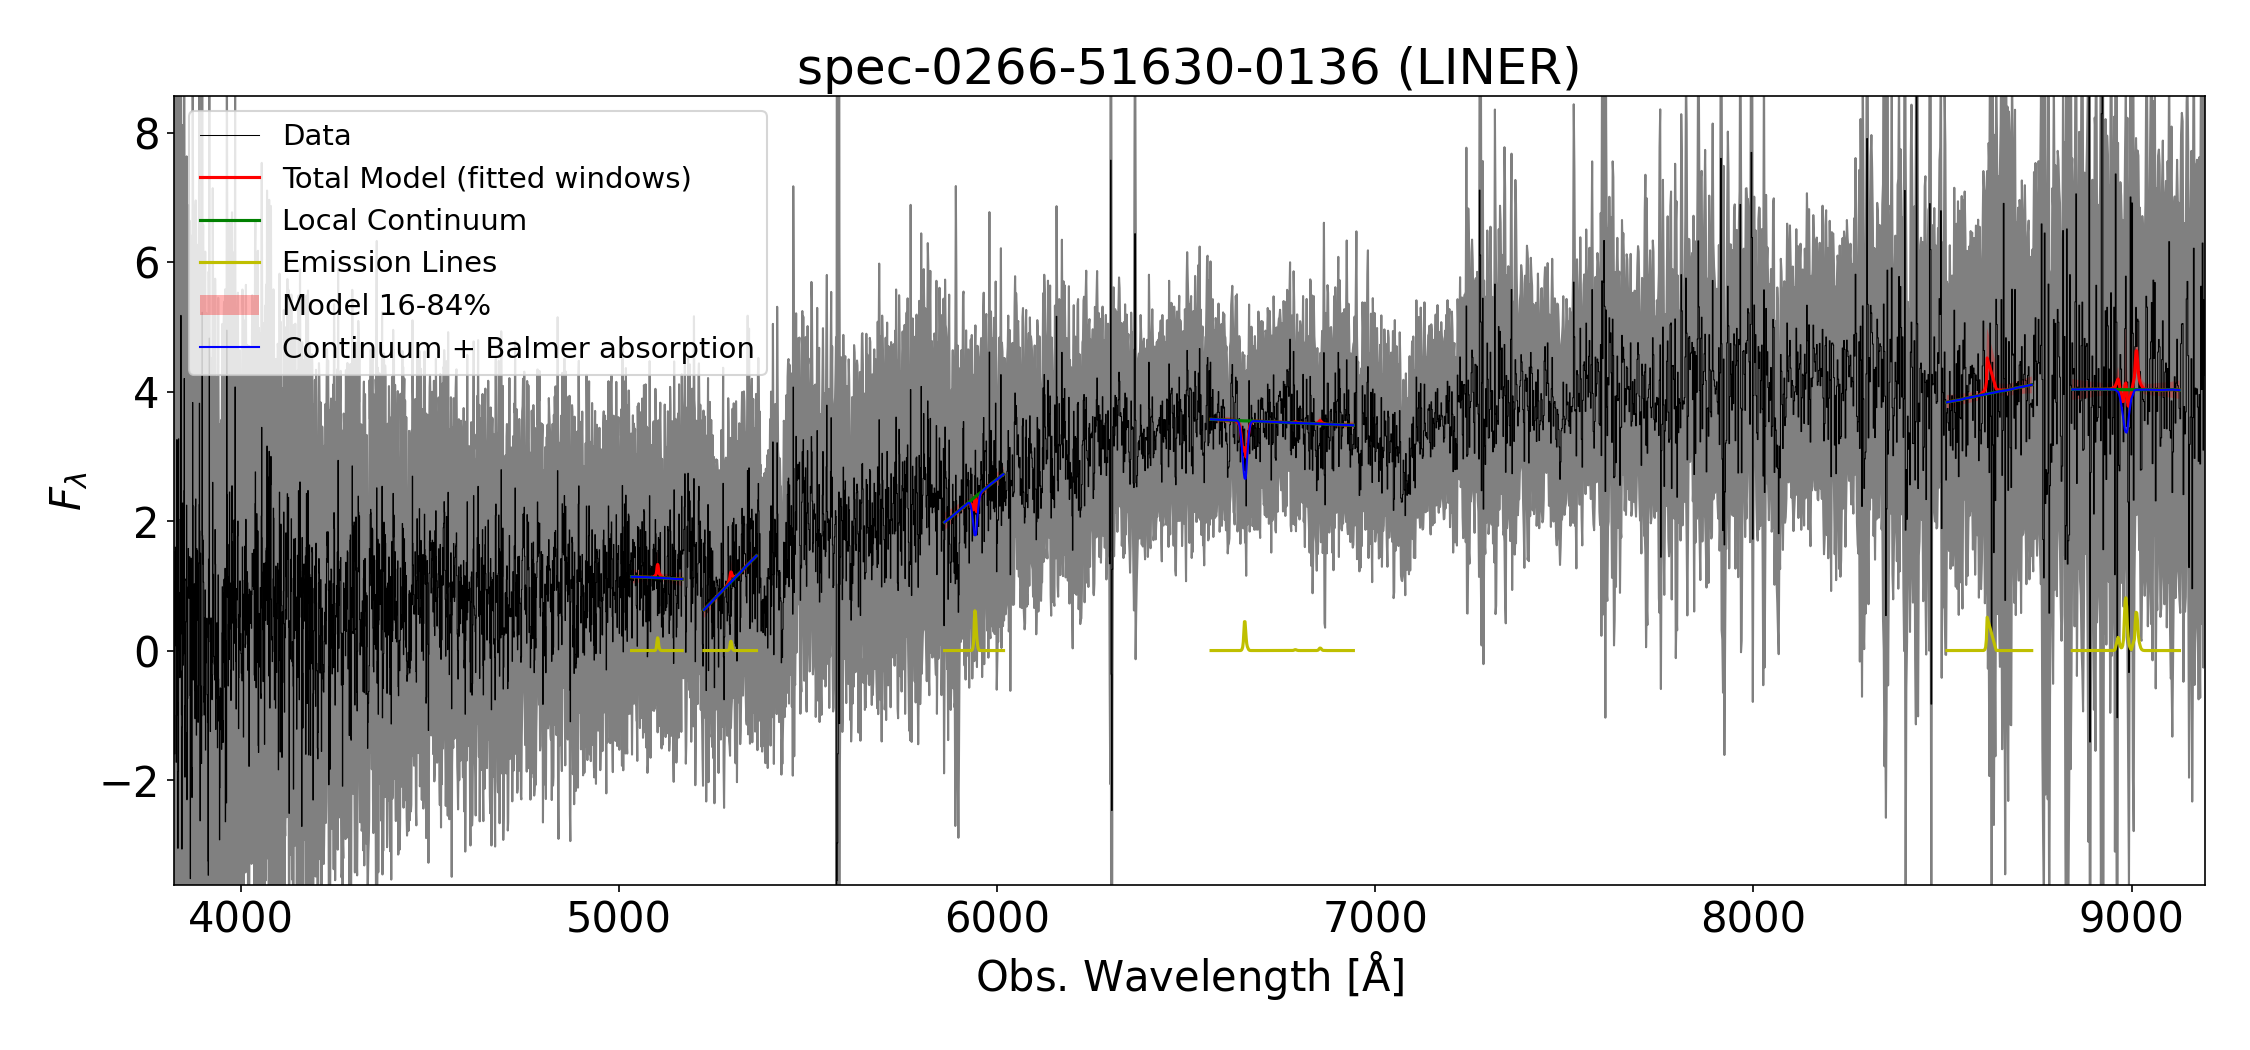 spec-0266-51630-0136 (LINER)
Data
Total Model (fitted windows)
Local Continuum
Emission Lines
Model 16-84%
Continuum + Balmer absorption
8
6
4
2
0
−2
F_λ
4000 5000 6000 7000 8000 9000
Obs. Wavelength [Å]